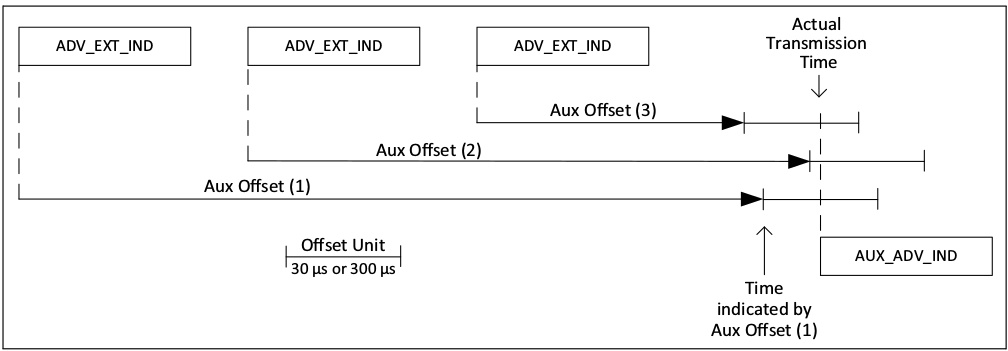 ADV_EXT_IND
ADV_EXT_IND
ADV_EXT_IND
Actual
Transmission
Time
Aux Offset (3)
Aux Offset (2)
Aux Offset (1)
Offset Unit
30 µs or 300 µs
AUX_ADV_IND
Time
indicated by
Aux Offset (1)